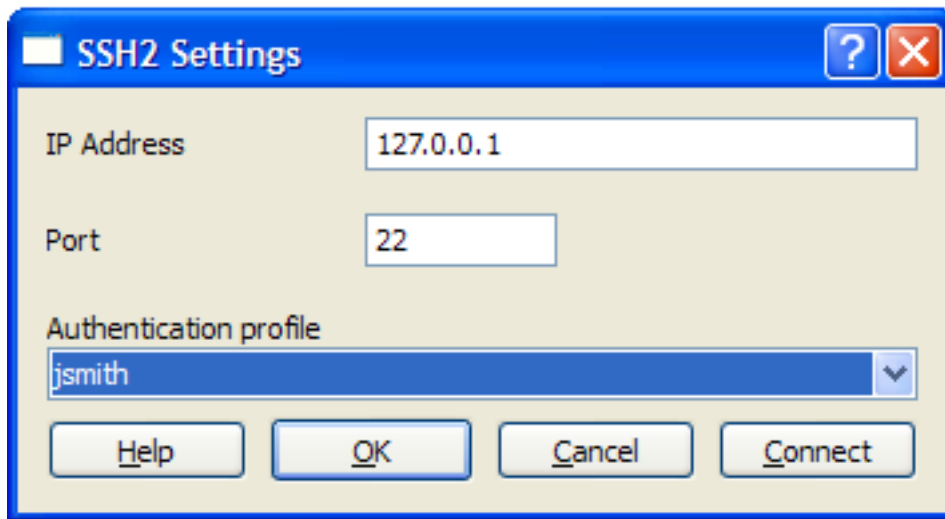 SSH2 Settings
IP Address 127.0.0.1
Port 22
Authentication profile
jsmith
Help OK Cancel Connect